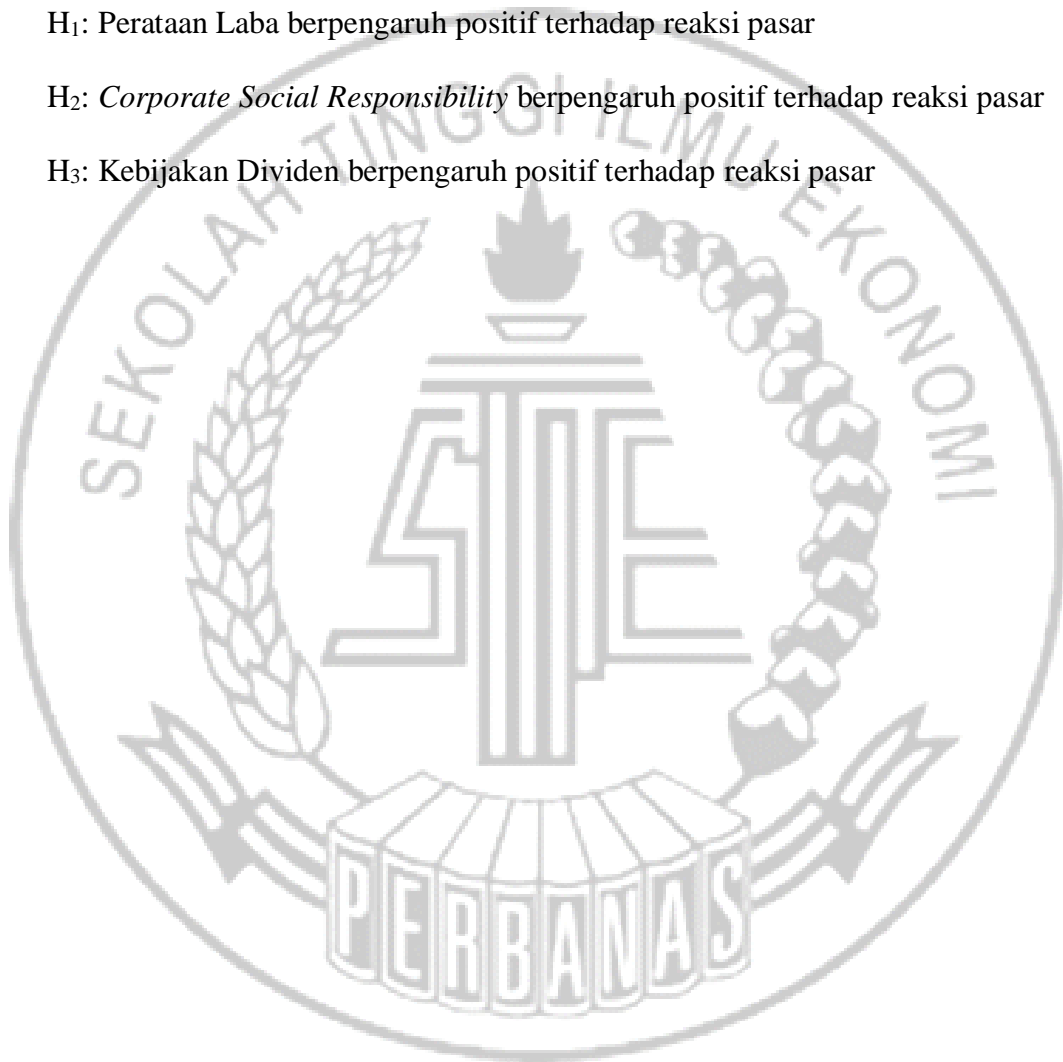 H₁: Perataan Laba berpengaruh positif terhadap reaksi pasar
H₂: Corporate Social Responsibility berpengaruh positif terhadap reaksi pasar
H₃: Kebijakan Dividen berpengaruh positif terhadap reaksi pasar
SEKOLAH TINGGI ILMU EKONOMI
STIE
PERBANAS